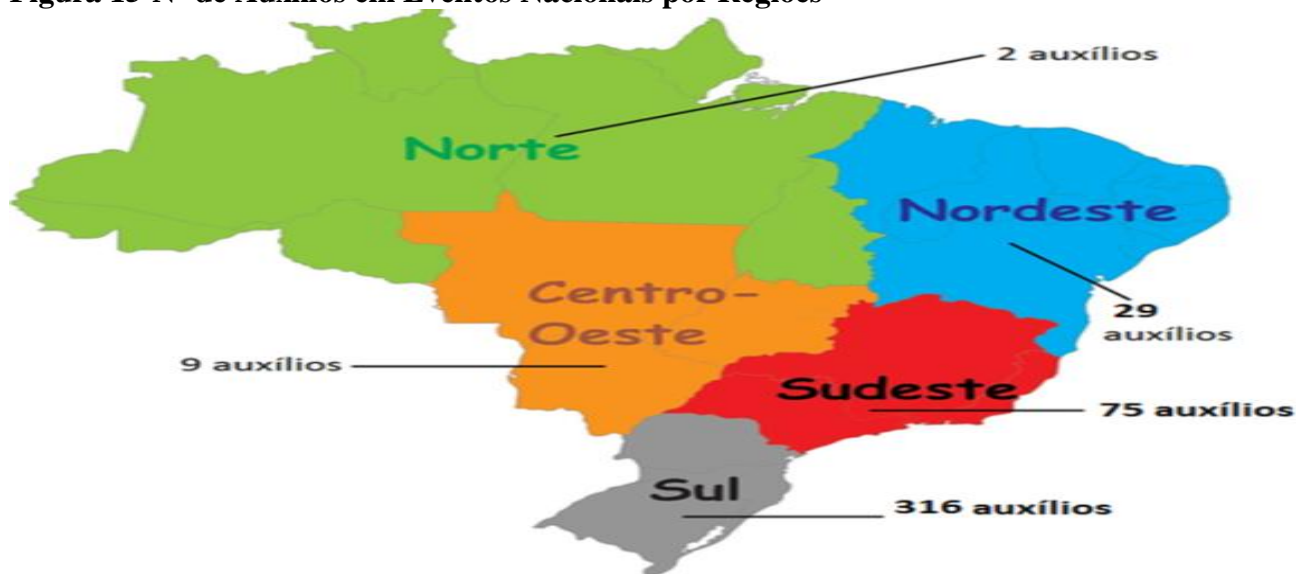 Figura Nº de Auxílios em Eventos Nacionais por Regiões
2 auxílios
Norte
Nordeste
29
auxílios
Centro-
Oeste
9 auxílios
Sudeste
75 auxílios
Sul
316 auxílios